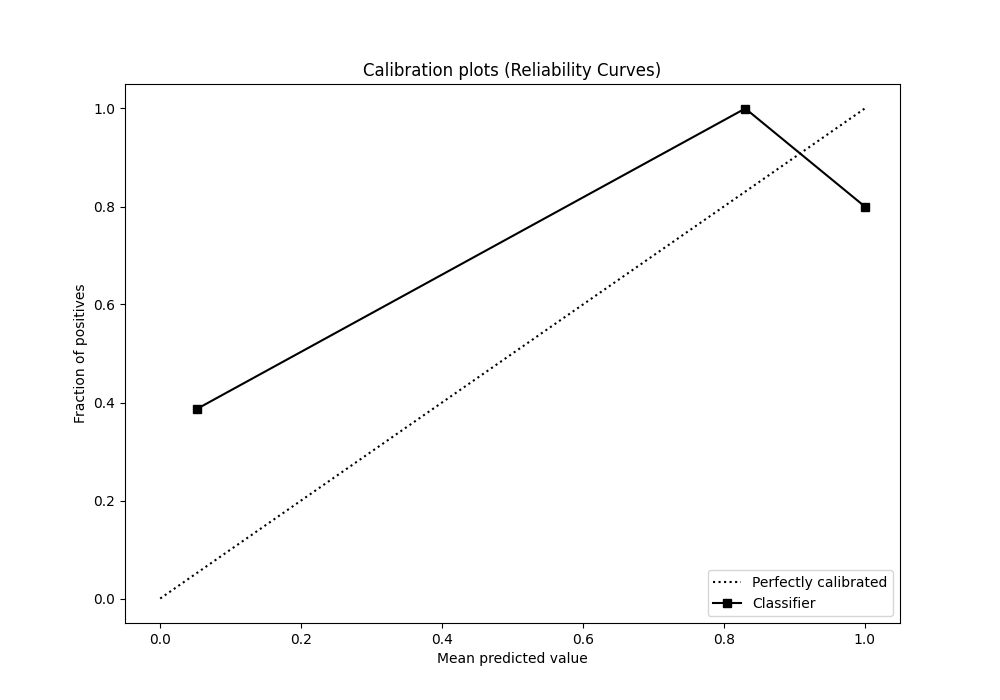 Calibration plots (Reliability Curves)
Fraction of positives
1.0
0.8
0.6
0.4
0.2
0.0
0.0 0.2 0.4 0.6 0.8 1.0
Mean predicted value
Perfectly calibrated
Classifier